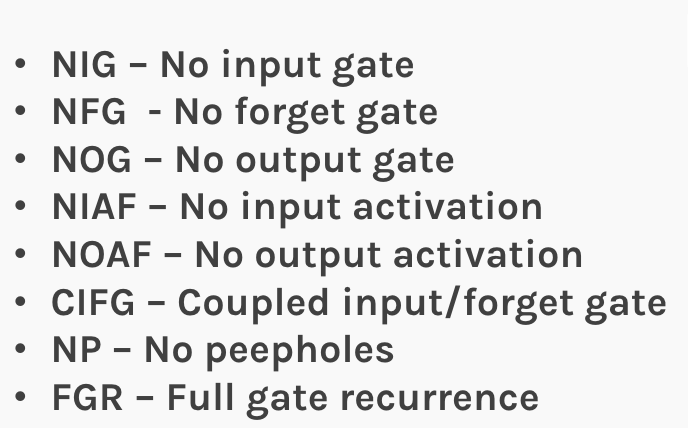 • NIG – No input gate
• NFG  - No forget gate
• NOG – No output gate
• NIAF – No input activation
• NOAF – No output activation
• CIFG – Coupled input/forget gate
• NP – No peepholes
• FGR – Full gate recurrence